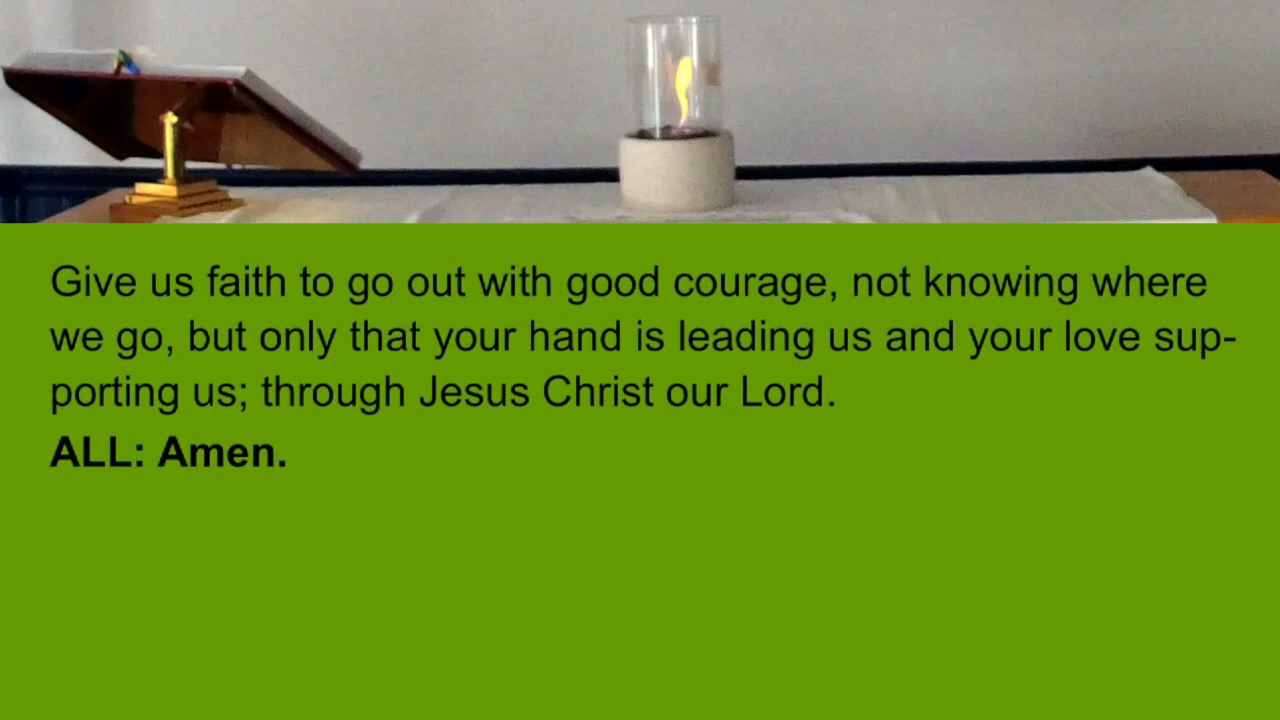 Give us faith to go out with good courage, not knowing where
we go, but only that your hand is leading us and your love sup-
porting us; through Jesus Christ our Lord.
ALL: Amen.